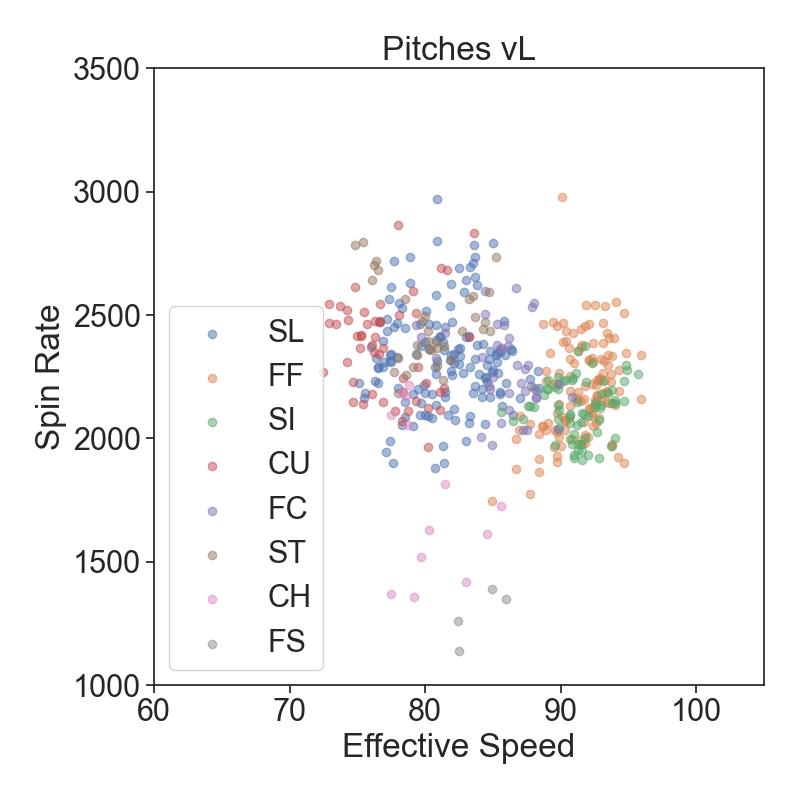 Pitches vL
3500
3000
2500
2000
1500
1000
Spin Rate
SL
FF
SI
CU
FC
ST
CH
FS
60 70 80 90 100
Effective Speed